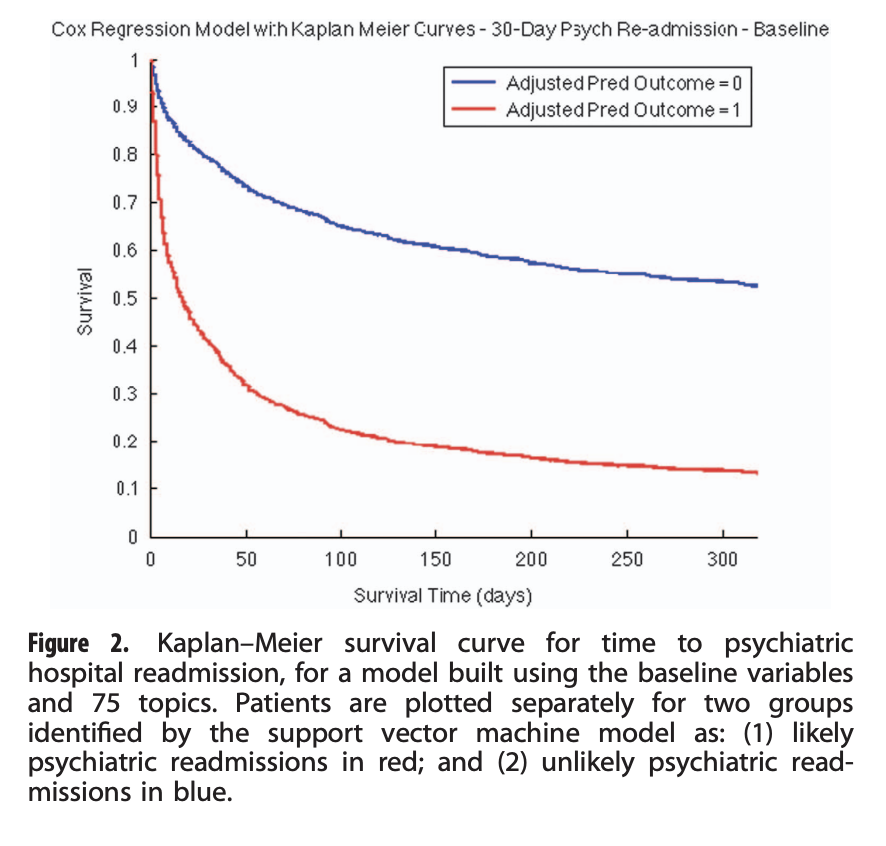 Cox Regression Model with Kaplan Meier Curves - 30-Day Psych Re-admission - Baseline
1
Adjusted Pred Outcome = 0
0.9
Adjusted Pred Outcome = 1
0.8
0.7
0.6
0.5
0.4
0.3
0.2
0.1
0
Survival
0 50 100 150 200 250 300
Survival Time (days)
Figure 2. Kaplan–Meier survival curve for time to psychiatric
hospital readmission, for a model built using the baseline variables
and 75 topics. Patients are plotted separately for two groups
identified by the support vector machine model as: (1) likely
psychiatric readmissions in red; and (2) unlikely psychiatric read-
missions in blue.